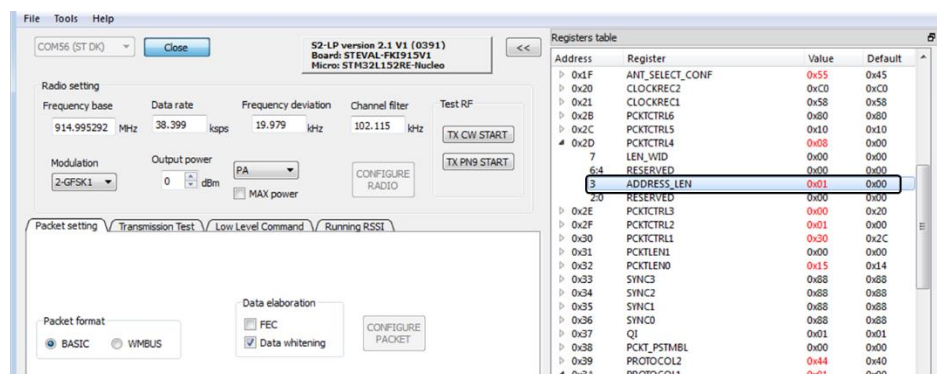 File Tools Help
COM56 (ST DK) Close
S2-LP version 2.1 V1 (0391)
Board: STEVAL-FKI915V1
Micro: STM32L152RE-Nucleo
<<
Radio setting
Frequency base Data rate Frequency deviation Channel filter Test RF
914.995292 MHz 38.399 ksps 19.979 kHz 102.115 kHz
TX CW START
TX PN9 START
Modulation Output power
2-GFSK1 0 dBm PA
MAX power
CONFIGURE
RADIO
Packet setting Transmission Test Low Level Command Running RSSI
Data elaboration
Packet format
FEC
BASIC WMBUS
Data whitening
CONFIGURE
PACKET
Registers table
Address Register Value Default
0x1F ANT_SELECT_CONF 0x55 0x45
0x20 CLOCKREC2 0xC0 0xC0
0x21 CLOCKREC1 0x58 0x58
0x2B PCKTCTRL6 0x80 0x80
0x2C PCKTCTRL5 0x10 0x10
0x2D PCKTCTRL4 0x08 0x00
7 LEN_WID 0x00 0x00
6:4 RESERVED 0x00 0x00
3 ADDRESS_LEN 0x01 0x00
2:0 RESERVED 0x00 0x00
0x2E PCKTCTRL3 0x00 0x20
0x2F PCKTCTRL2 0x01 0x00
0x30 PCKTCTRL1 0x30 0x2C
0x31 PCKTLEN1 0x00 0x00
0x32 PCKTLEN0 0x15 0x14
0x33 SYNC3 0x88 0x88
0x34 SYNC2 0x88 0x88
0x35 SYNC1 0x88 0x88
0x36 SYNC0 0x88 0x88
0x37 QI 0x01 0x01
0x38 PCKT_PSTMBL 0x00 0x00
0x39 PROTOCOL2 0x44 0x40
0x3A PROTOCOL1 0x01 0x00